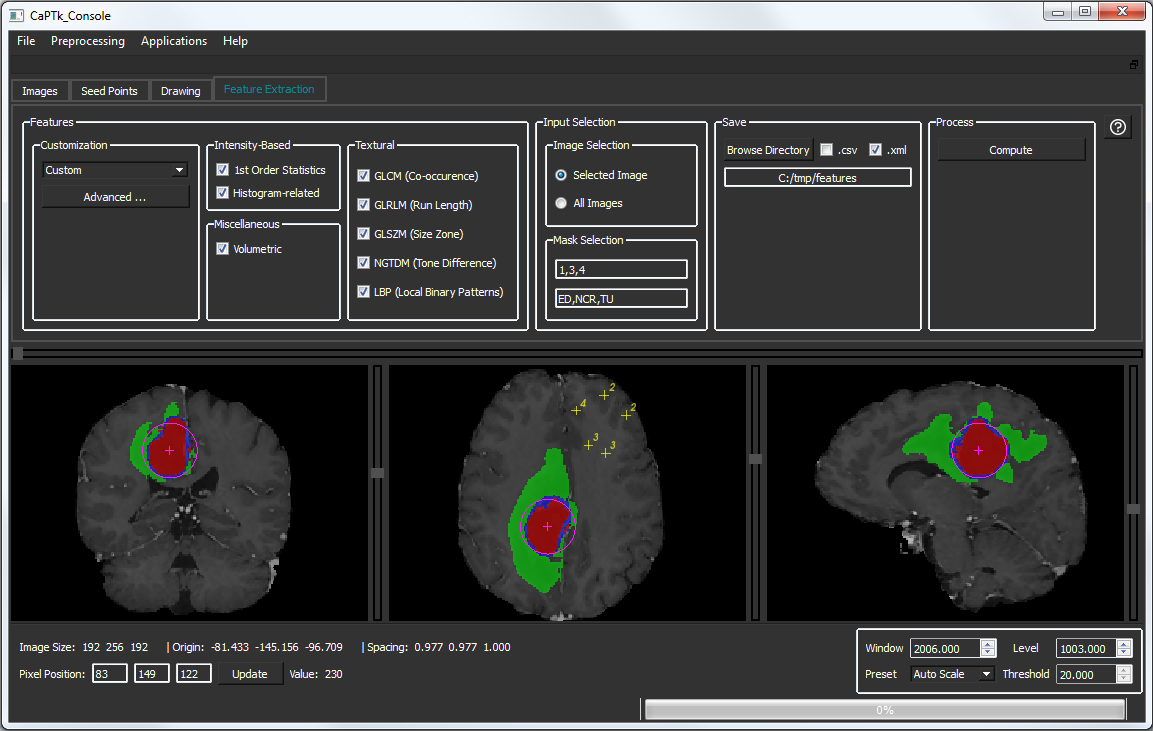 CaPTk_Console
File Preprocessing Applications Help
Images Seed Points Drawing Feature Extraction
Features
Customization
Custom
Advanced ...
Intensity-Based
1st Order Statistics
Histogram-related
Miscellaneous
Volumetric
Textural
GLCM (Co-occurence)
GLRLM (Run Length)
GLSZM (Size Zone)
NGTDM (Tone Difference)
LBP (Local Binary Patterns)
Input Selection
Image Selection
Selected Image
All Images
Mask Selection
1,3,4
ED,NCR,TU
Save
Browse Directory .csv .xml
C:/tmp/features
Process
Compute
?
2
4
2
3
3
Image Size: 192 256 192 | Origin: -81.433 -145.156 -96.709 | Spacing: 0.977 0.977 1.000
Pixel Position: 83 149 122 Update Value: 230
Window 2006.000 Level 1003.000
Preset Auto Scale Threshold 20.000
0%